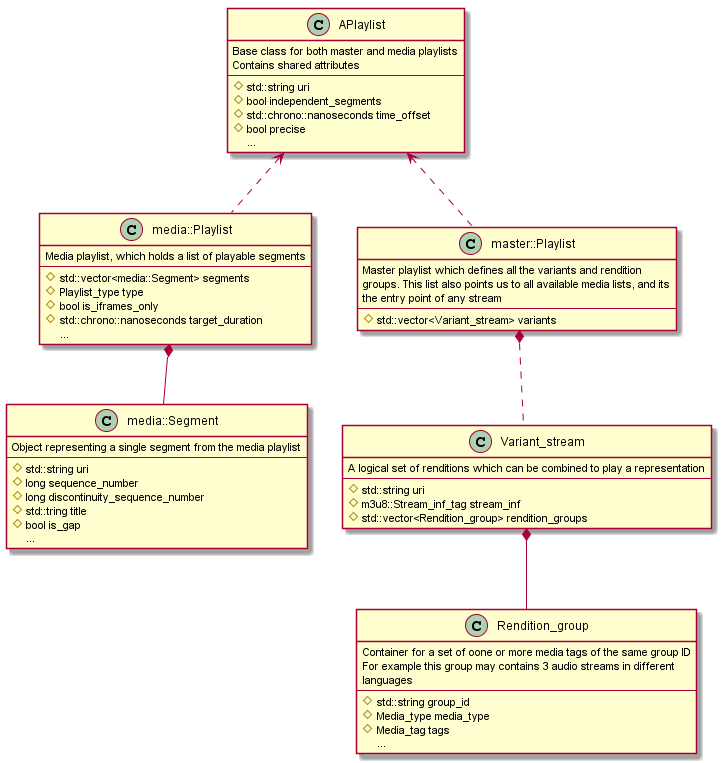 C APlaylist
Base class for both master and media playlists
Contains shared attributes
std::string uri
bool independent_segments
std::chrono::nanoseconds time_offset
bool precise
...
C media::Playlist
Media playlist, which holds a list of playable segments
std::vector<media::Segment> segments
Playlist_type type
bool is_iframes_only
std::chrono::nanoseconds target_duration
...
C master::Playlist
Master playlist which defines all the variants and rendition
groups. This list also points us to all available media lists, and its
the entry point of any stream
std::vector<Variant_stream> variants
C media::Segment
Object representing a single segment from the media playlist
std::string uri
long sequence_number
long discontinuity_sequence_number
std::tring title
bool is_gap
...
C Variant_stream
A logical set of renditions which can be combined to play a representation
std::string uri
m3u8::Stream_inf_tag stream_inf
std::vector<Rendition_group> rendition_groups
C Rendition_group
Container for a set of oone or more media tags of the same group ID
For example this group may contains 3 audio streams in different
languages
std::string group_id
Media_type media_type
Media_tag tags
...